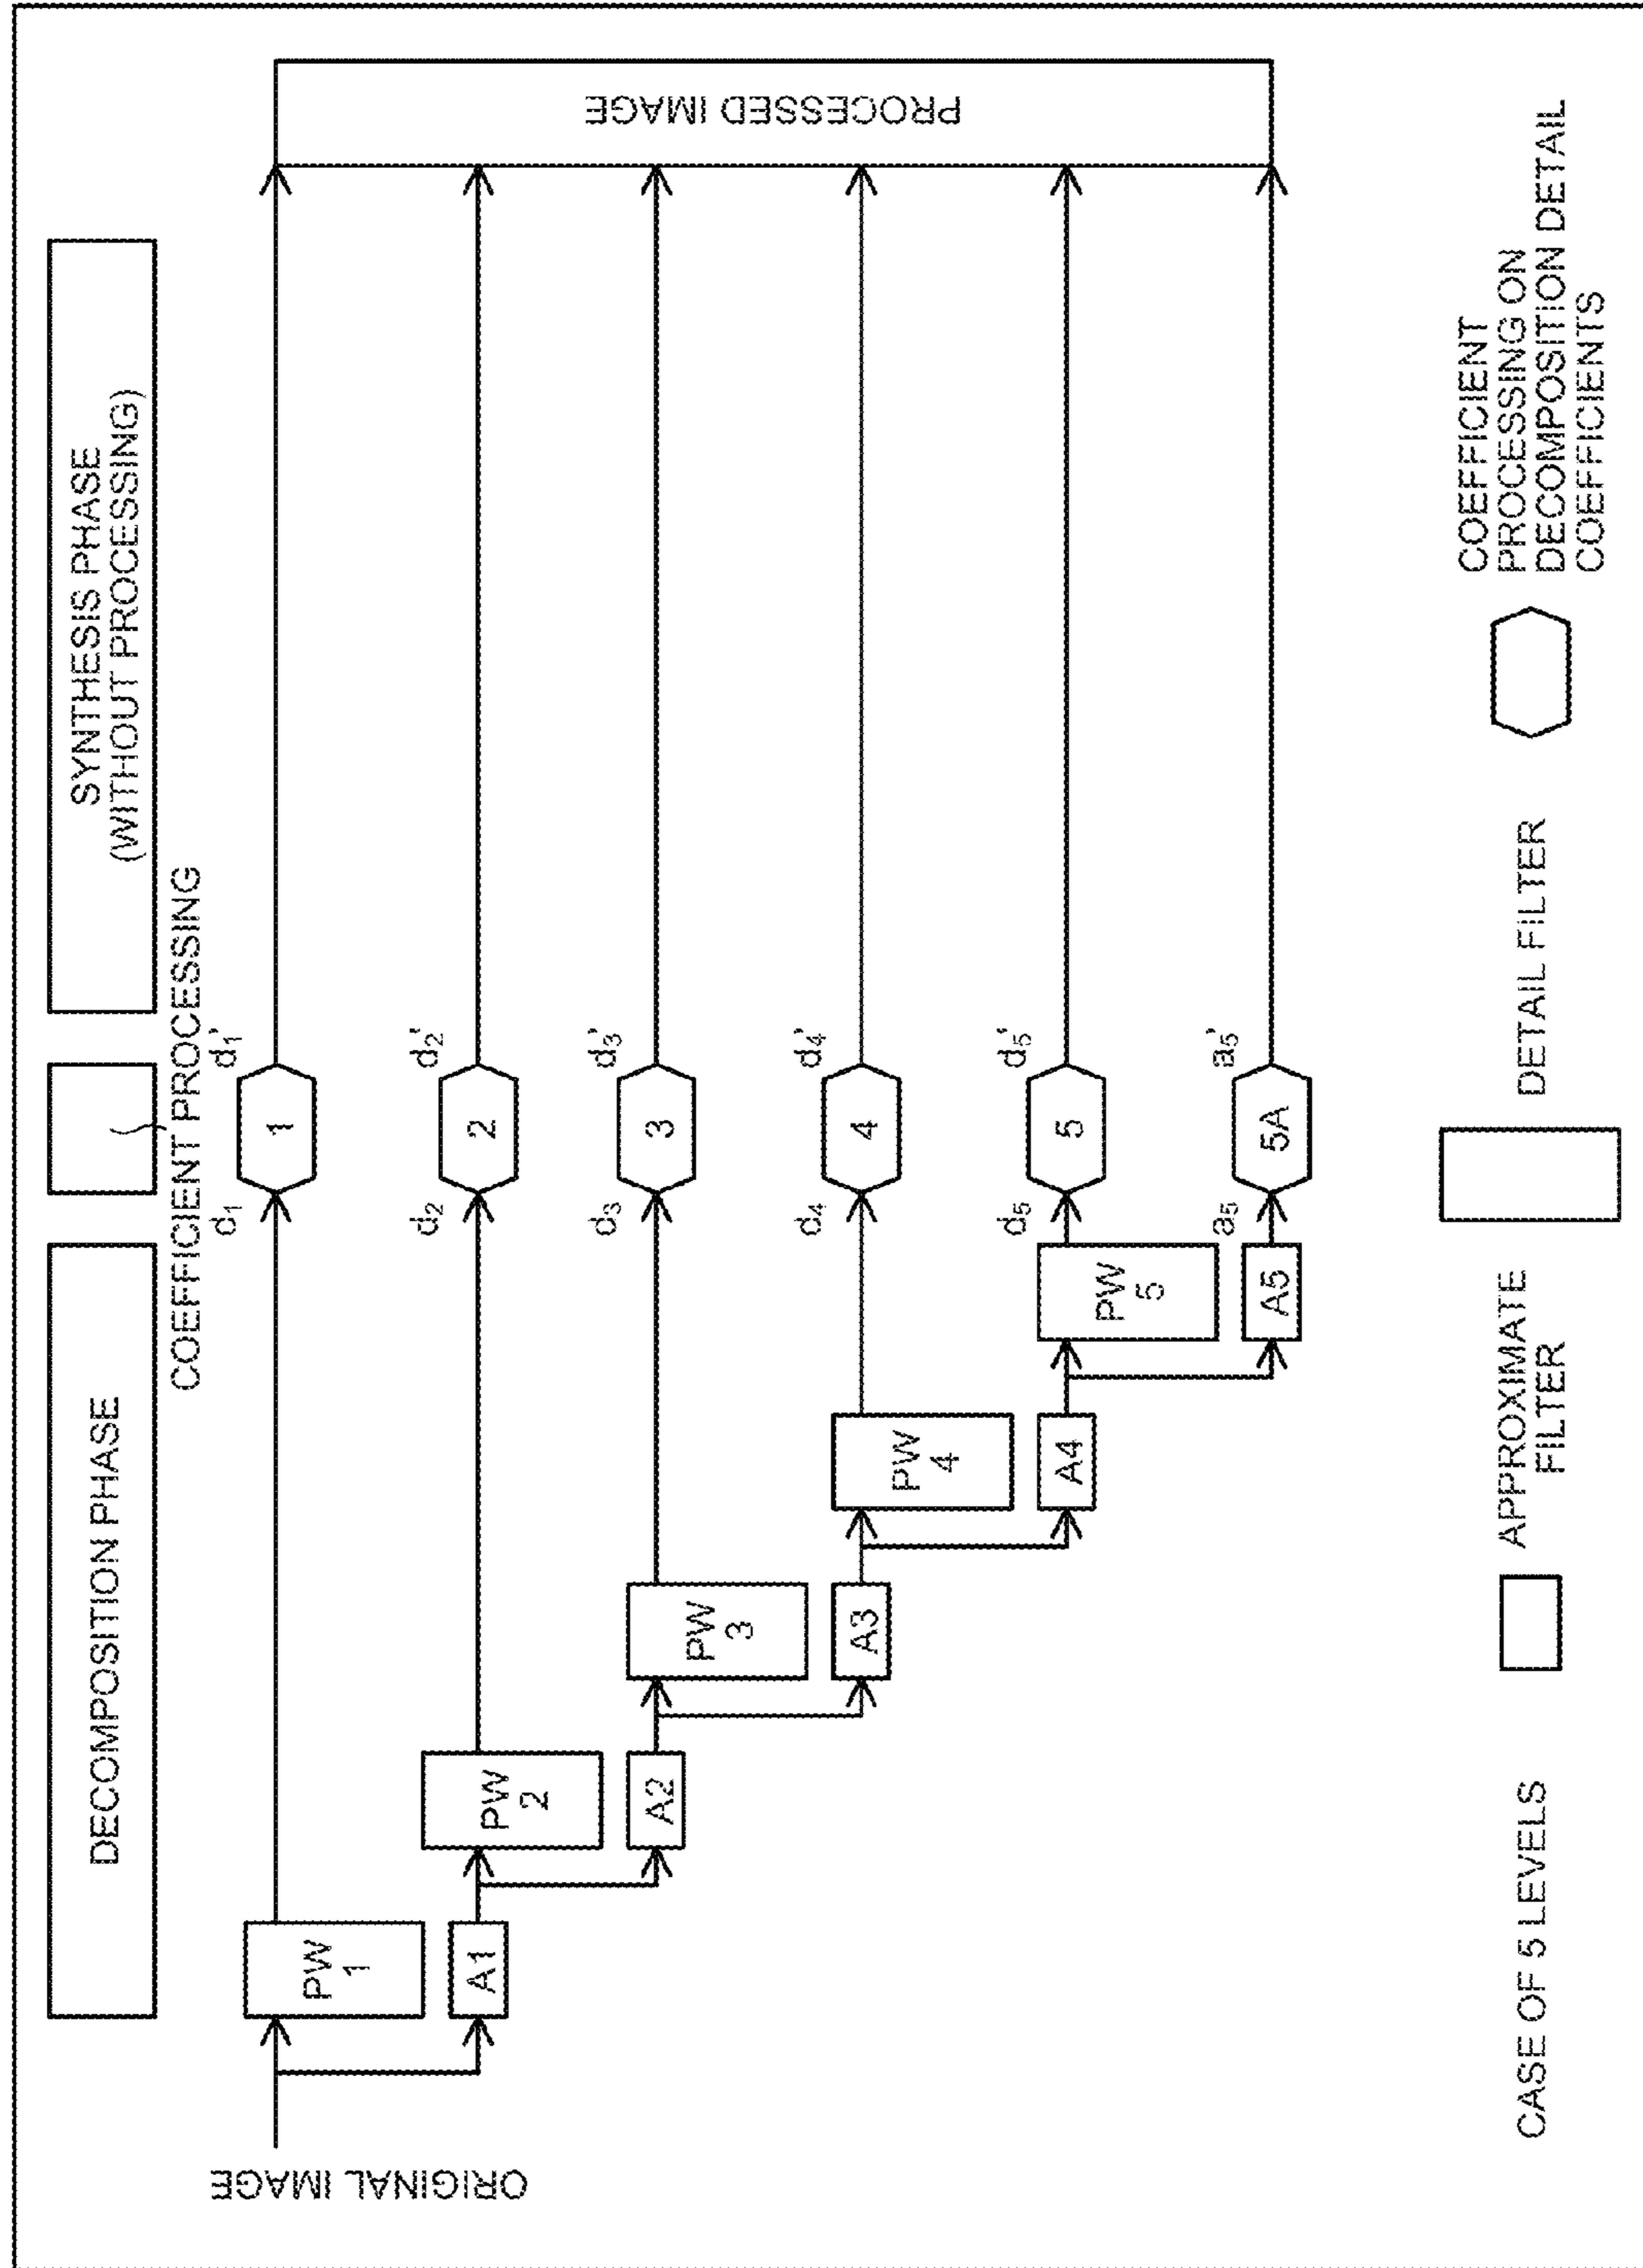 DECOMPOSITION PHASE
SYNTHESIS PHASE
(WITHOUT PROCESSING)
COEFFICIENT PROCESSING
ORIGINAL IMAGE
PW
1
d₁
1
d₁'
A1
PW
2
d₂
2
d₂'
A2
PW
3
d₃
3
d₃'
A3
PW
4
d₄
4
d₄'
A4
PW
5
d₅
5
d₅'
A5
a₅
5A
a₅'
PROCESSED IMAGE
CASE OF 5 LEVELS
APPROXIMATE
FILTER
DETAIL FILTER
COEFFICIENT
PROCESSING ON
DECOMPOSITION DETAIL
COEFFICIENTS